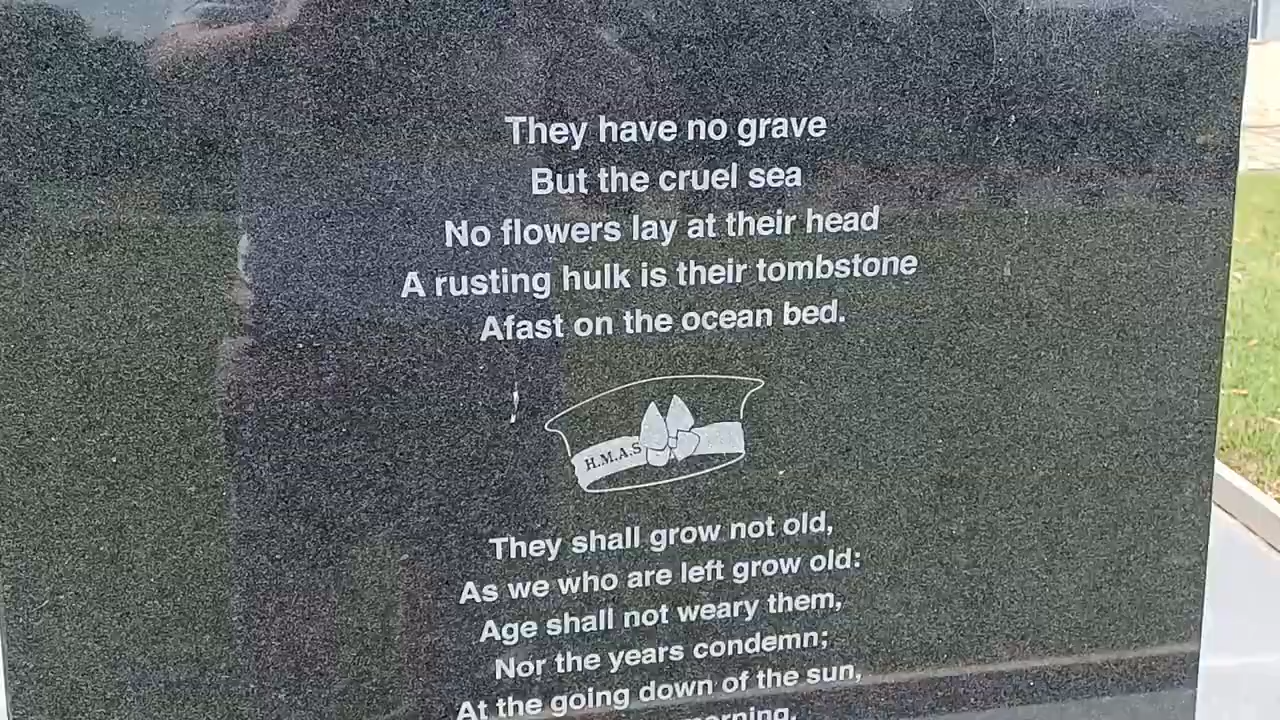 They have no grave
But the cruel sea
No flowers lay at their head
A rusting hulk is their tombstone
Afast on the ocean bed.
H.M.A.S
They shall grow not old,
As we who are left grow old:
Age shall not weary them,
Nor the years condemn;
At the going down of the sun,
morning,